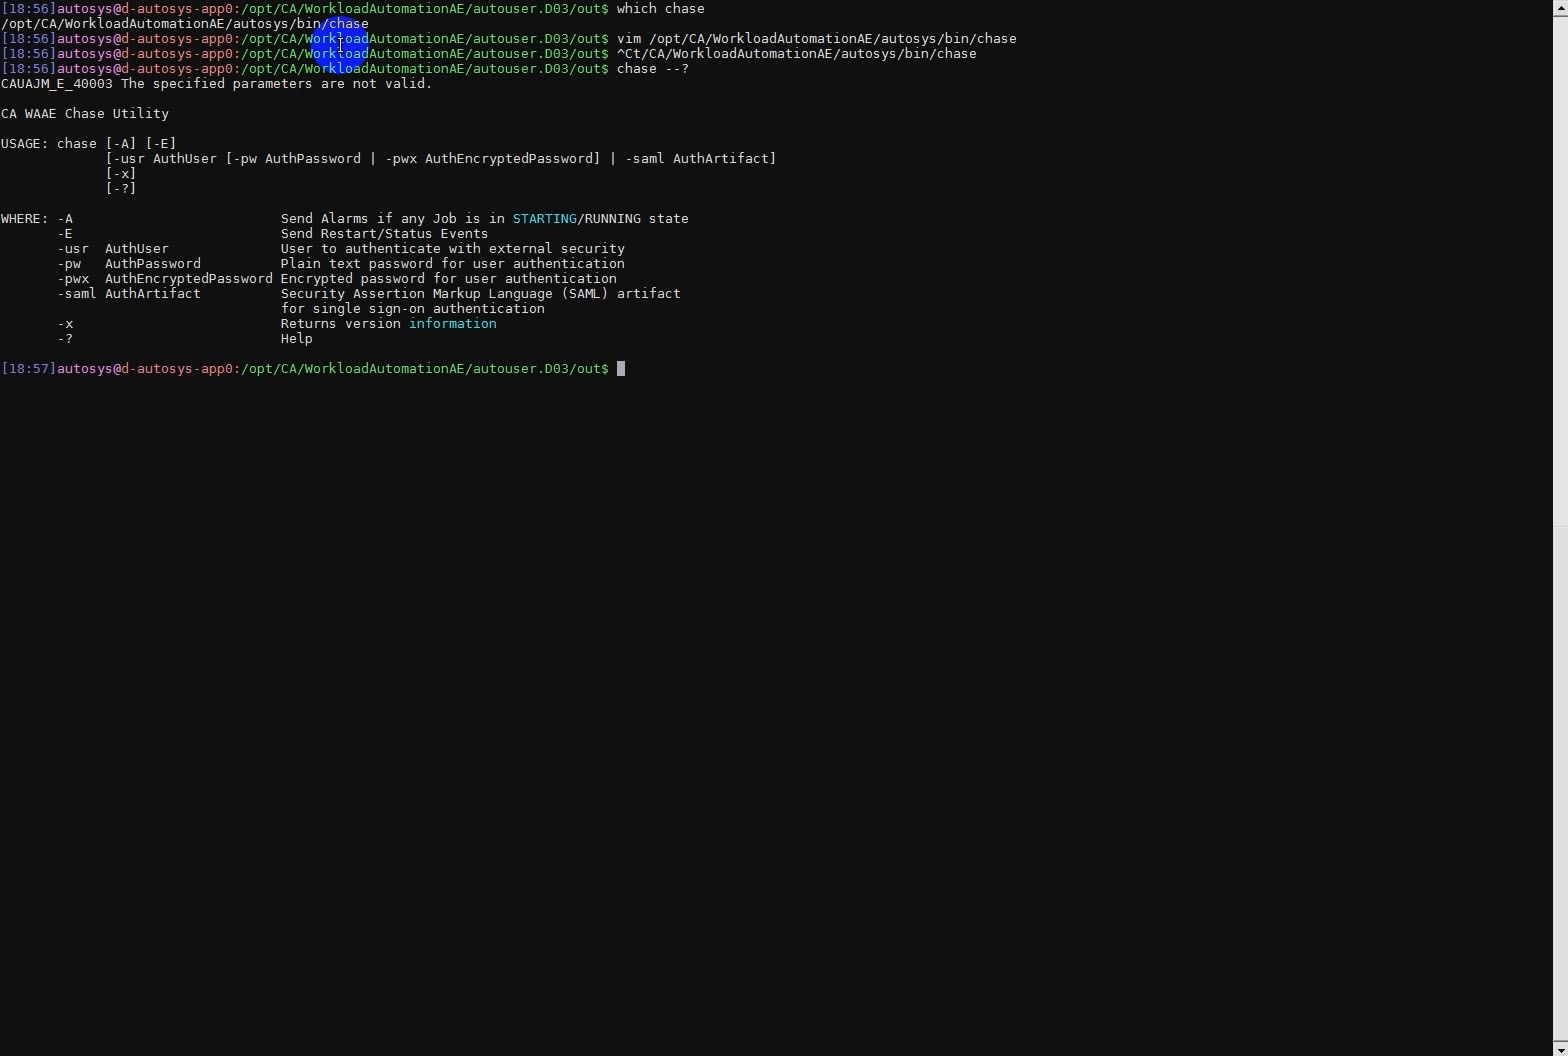 [18:56]autosys@d-autosys-app0:/opt/CA/WorkloadAutomationAE/autouser.D03/out$ which chase
/opt/CA/WorkloadAutomationAE/autosys/bin/chase
[18:56]autosys@d-autosys-app0:/opt/CA/WorkloadAutomationAE/autouser.D03/out$ vim /opt/CA/WorkloadAutomationAE/autosys/bin/chase
[18:56]autosys@d-autosys-app0:/opt/CA/WorkloadAutomationAE/autouser.D03/out$ ^Ct/CA/WorkloadAutomationAE/autosys/bin/chase
[18:56]autosys@d-autosys-app0:/opt/CA/WorkloadAutomationAE/autouser.D03/out$ chase --?
CAUAJM_E_40003 The specified parameters are not valid.

CA WAAE Chase Utility

USAGE: chase [-A] [-E]
             [-usr AuthUser [-pw AuthPassword | -pwx AuthEncryptedPassword] | -saml AuthArtifact]
             [-x]
             [-?]

WHERE: -A                          Send Alarms if any Job is in STARTING/RUNNING state
       -E                          Send Restart/Status Events
       -usr  AuthUser              User to authenticate with external security
       -pw   AuthPassword          Plain text password for user authentication
       -pwx  AuthEncryptedPassword Encrypted password for user authentication
       -saml AuthArtifact          Security Assertion Markup Language (SAML) artifact
                                   for single sign-on authentication
       -x                          Returns version information
       -?                          Help

[18:57]autosys@d-autosys-app0:/opt/CA/WorkloadAutomationAE/autouser.D03/out$